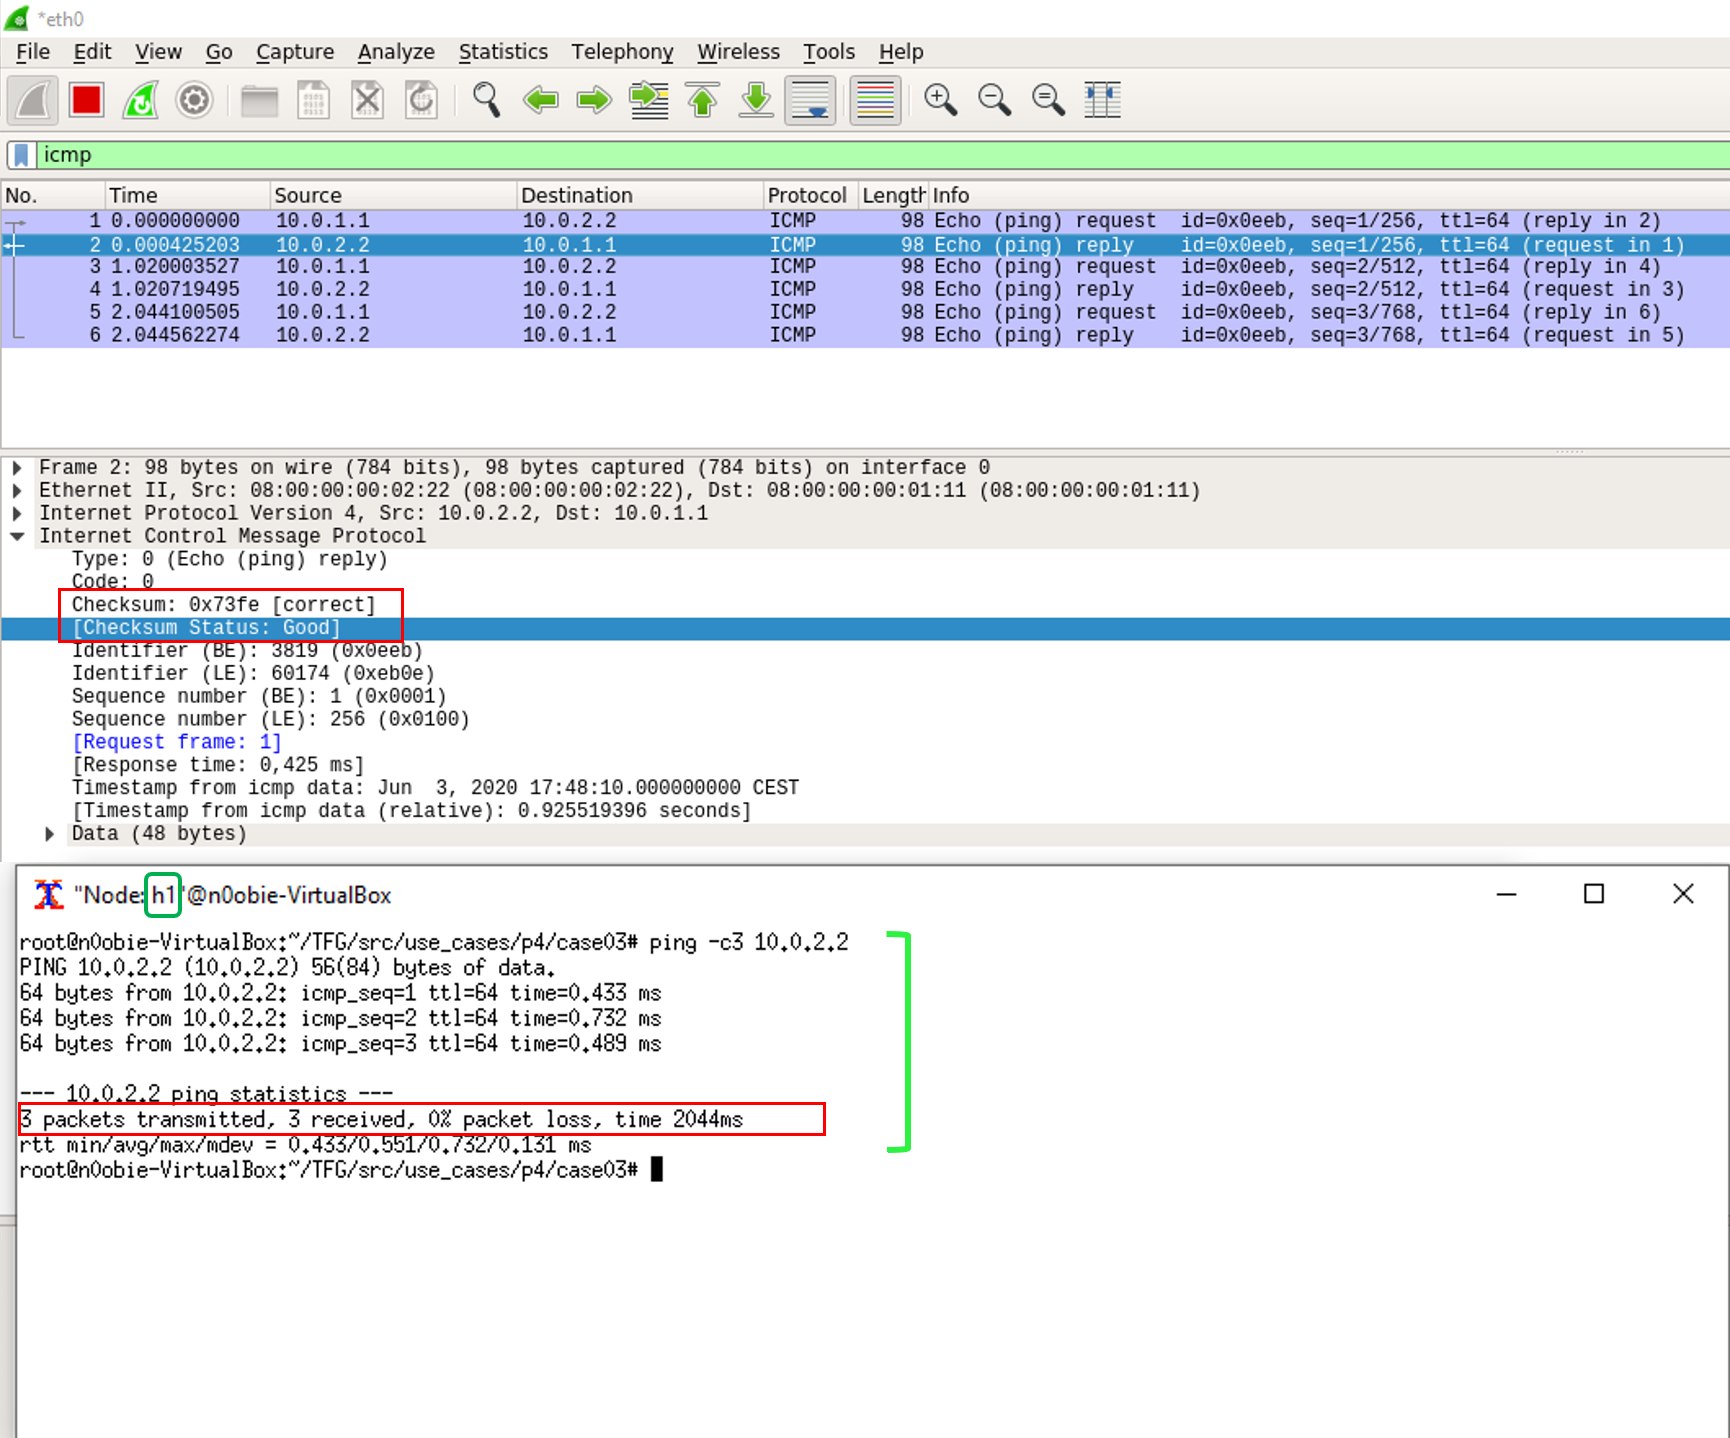 *eth0
File Edit View Go Capture Analyze Statistics Telephony Wireless Tools Help
icmp
No. Time Source Destination Protocol Length Info
1 0.000000000 10.0.1.1 10.0.2.2 ICMP 98 Echo (ping) request id=0x0eeb, seq=1/256, ttl=64 (reply in 2)
2 0.000425203 10.0.2.2 10.0.1.1 ICMP 98 Echo (ping) reply id=0x0eeb, seq=1/256, ttl=64 (request in 1)
3 1.020003527 10.0.1.1 10.0.2.2 ICMP 98 Echo (ping) request id=0x0eeb, seq=2/512, ttl=64 (reply in 4)
4 1.020719495 10.0.2.2 10.0.1.1 ICMP 98 Echo (ping) reply id=0x0eeb, seq=2/512, ttl=64 (request in 3)
5 2.044100505 10.0.1.1 10.0.2.2 ICMP 98 Echo (ping) request id=0x0eeb, seq=3/768, ttl=64 (reply in 6)
6 2.044562274 10.0.2.2 10.0.1.1 ICMP 98 Echo (ping) reply id=0x0eeb, seq=3/768, ttl=64 (request in 5)
Frame 2: 98 bytes on wire (784 bits), 98 bytes captured (784 bits) on interface 0
Ethernet II, Src: 08:00:00:00:02:22 (08:00:00:00:02:22), Dst: 08:00:00:00:01:11 (08:00:00:00:01:11)
Internet Protocol Version 4, Src: 10.0.2.2, Dst: 10.0.1.1
Internet Control Message Protocol
Type: 0 (Echo (ping) reply)
Code: 0
Checksum: 0x73fe [correct]
[Checksum Status: Good]
Identifier (BE): 3819 (0x0eeb)
Identifier (LE): 60174 (0xeb0e)
Sequence number (BE): 1 (0x0001)
Sequence number (LE): 256 (0x0100)
[Request frame: 1]
[Response time: 0,425 ms]
Timestamp from icmp data: Jun  3, 2020 17:48:10.000000000 CEST
[Timestamp from icmp data (relative): 0.925519396 seconds]
Data (48 bytes)
"Node: h1"@n0obie-VirtualBox
root@n0obie-VirtualBox:~/TFG/src/use_cases/p4/case03# ping -c3 10.0.2.2
PING 10.0.2.2 (10.0.2.2) 56(84) bytes of data.
64 bytes from 10.0.2.2: icmp_seq=1 ttl=64 time=0.433 ms
64 bytes from 10.0.2.2: icmp_seq=2 ttl=64 time=0.732 ms
64 bytes from 10.0.2.2: icmp_seq=3 ttl=64 time=0.489 ms
--- 10.0.2.2 ping statistics ---
3 packets transmitted, 3 received, 0% packet loss, time 2044ms
rtt min/avg/max/mdev = 0.433/0.551/0.732/0.131 ms
root@n0obie-VirtualBox:~/TFG/src/use_cases/p4/case03#